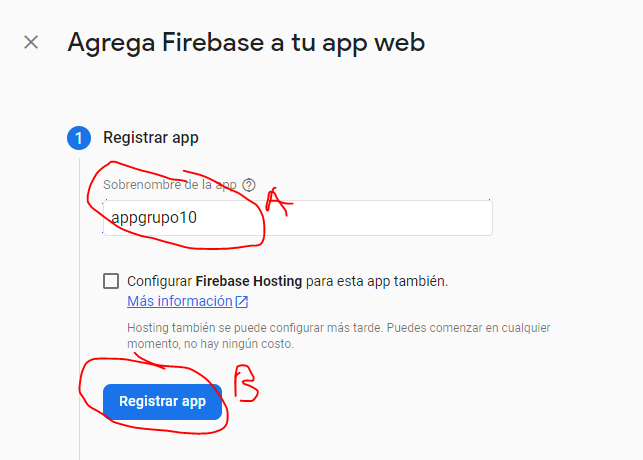 Agrega Firebase a tu app web
1 Registrar app
Sobrenombre de la app ?
A
appgrupo10
Configurar Firebase Hosting para esta app también.
Más información
Hosting también se puede configurar más tarde. Puedes comenzar en cualquier
momento, no hay ningún costo.
Registrar app
B